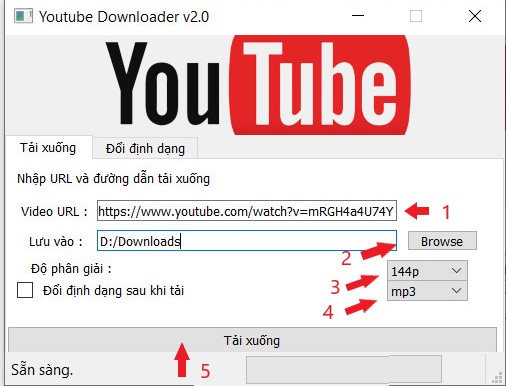 Youtube Downloader v2.0
YouTube
Tải xuống Đổi định dạng
Nhập URL và đường dẫn tải xuống
Video URL : https://www.youtube.com/watch?v=mRGH4a4U74Y 1
Lưu vào : D:/Downloads Browse
2
Độ phân giải : 144p
3
Đổi định dạng sau khi tải mp3
4
Tải xuống
5
Sẵn sàng.